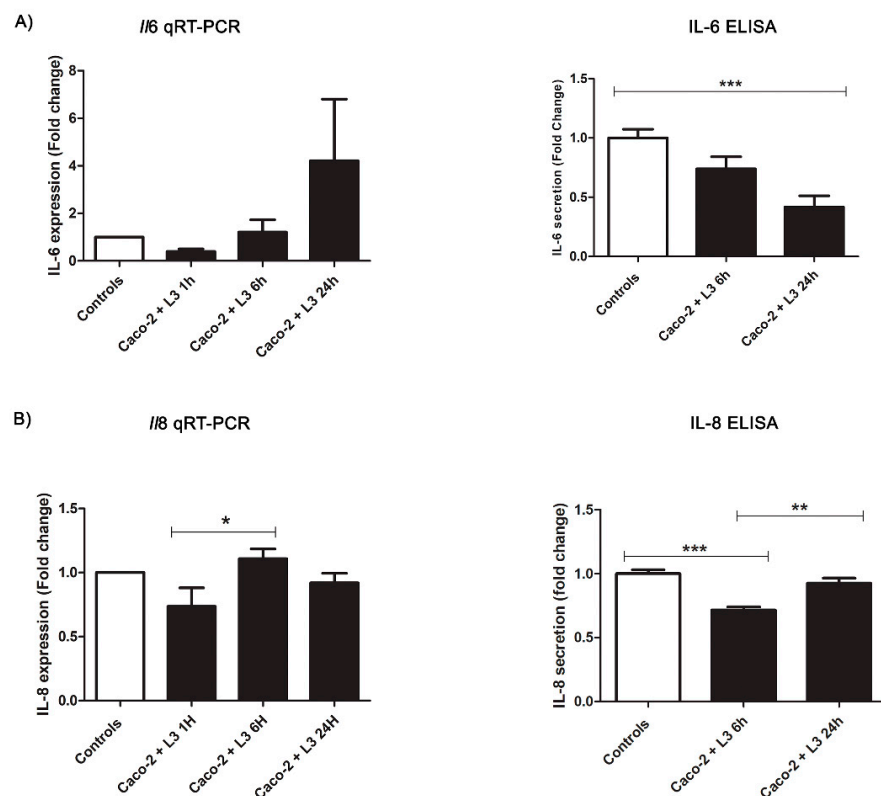 A)
Il6 qRT-PCR
IL-6 expression (Fold change)
8
6
4
2
0
Controls
Caco-2 + L3 1h
Caco-2 + L3 6h
Caco-2 + L3 24h
IL-6 ELISA
IL-6 secretion (Fold Change)
1.5
1.0
0.5
0.0
***
Controls
Caco-2 + L3 6h
Caco-2 + L3 24h
B)
Il8 qRT-PCR
IL-8 expression (Fold change)
1.5
1.0
0.5
0.0
*
Controls
Caco-2 + L3 1H
Caco-2 + L3 6H
Caco-2 + L3 24H
IL-8 ELISA
IL-8 secretion (fold change)
1.5
1.0
0.5
0.0
***
**
Controls
Caco-2 + L3 6h
Caco-2 + L3 24h